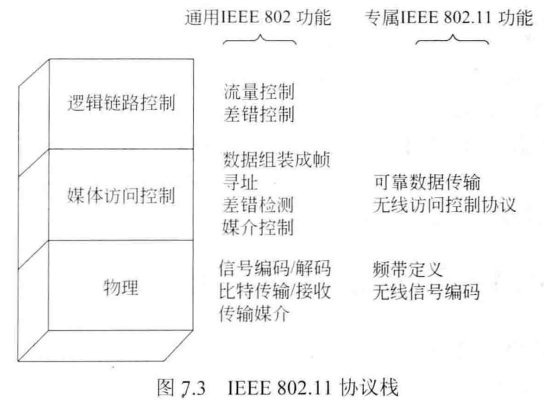 通用IEEE 802 功能
专属IEEE 802.11 功能
逻辑链路控制
流量控制
差错控制
媒体访问控制
数据组装成帧
寻址
差错检测
媒介控制
可靠数据传输
无线访问控制协议
物理
信号编码/解码
比特传输/接收
传输媒介
频带定义
无线信号编码
图 7.3 IEEE 802.11 协议栈